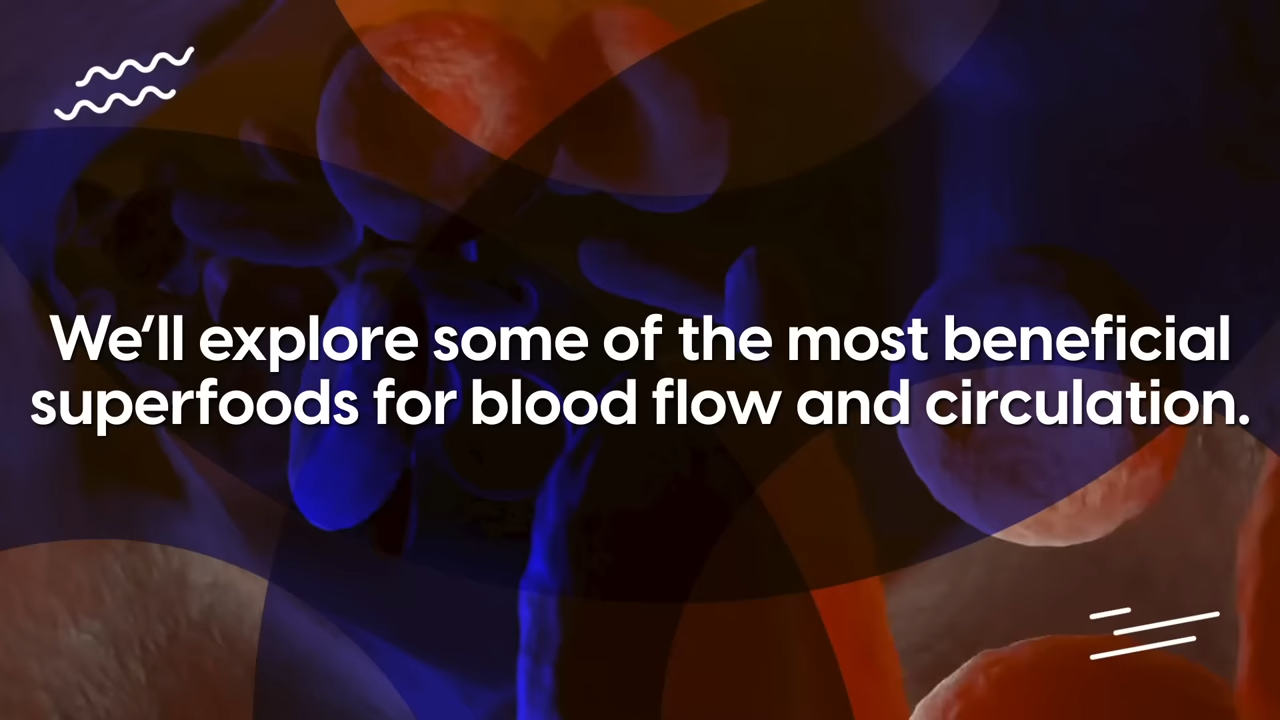 We‘ll explore some of the most beneficial
superfoods for blood flow and circulation.